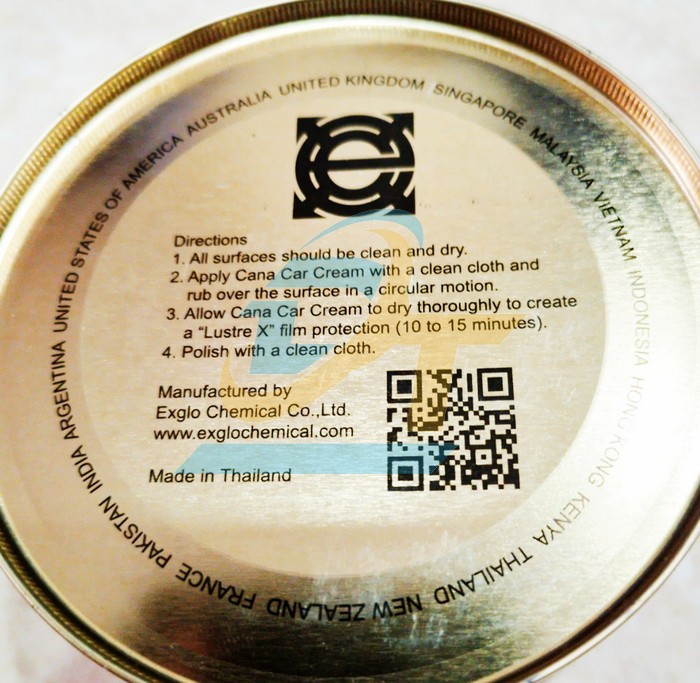 UNITED STATES OF AMERICA AUSTRALIA UNITED KINGDOM SINGAPORE MALAYSIA VIETNAM INDONESIA HONG KONG KENYA THAILAND NEW ZEALAND FRANCE PAKISTAN INDIA ARGENTINA
Directions
1. All surfaces should be clean and dry.
2. Apply Cana Car Cream with a clean cloth and
rub over the surface in a circular motion.
3. Allow Cana Car Cream to dry thoroughly to create
a “Lustre X” film protection (10 to 15 minutes).
4. Polish with a clean cloth.
Manufactured by
Exglo Chemical Co.,Ltd.
www.exglochemical.com
Made in Thailand